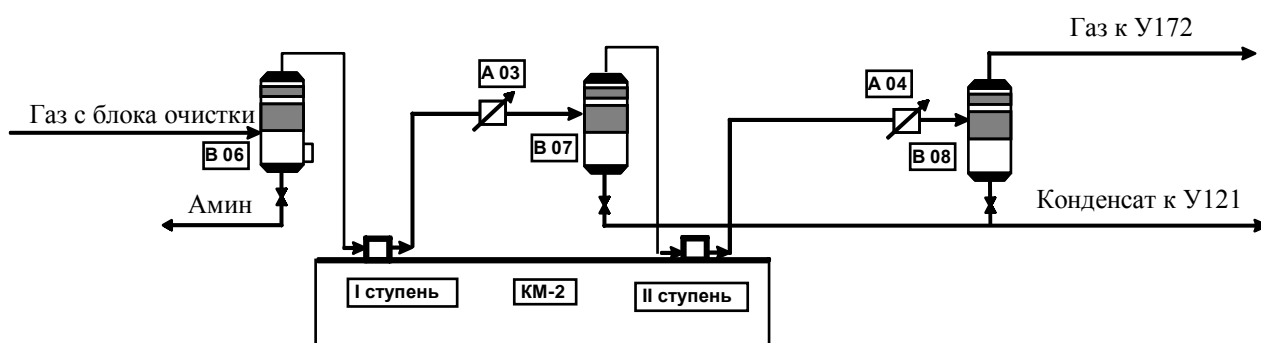 Газ к У172
А 03
А 04
Газ с блока очистки
В 06
В 07
В 08
Амин
Конденсат к У121
I ступень
КМ-2
II ступень